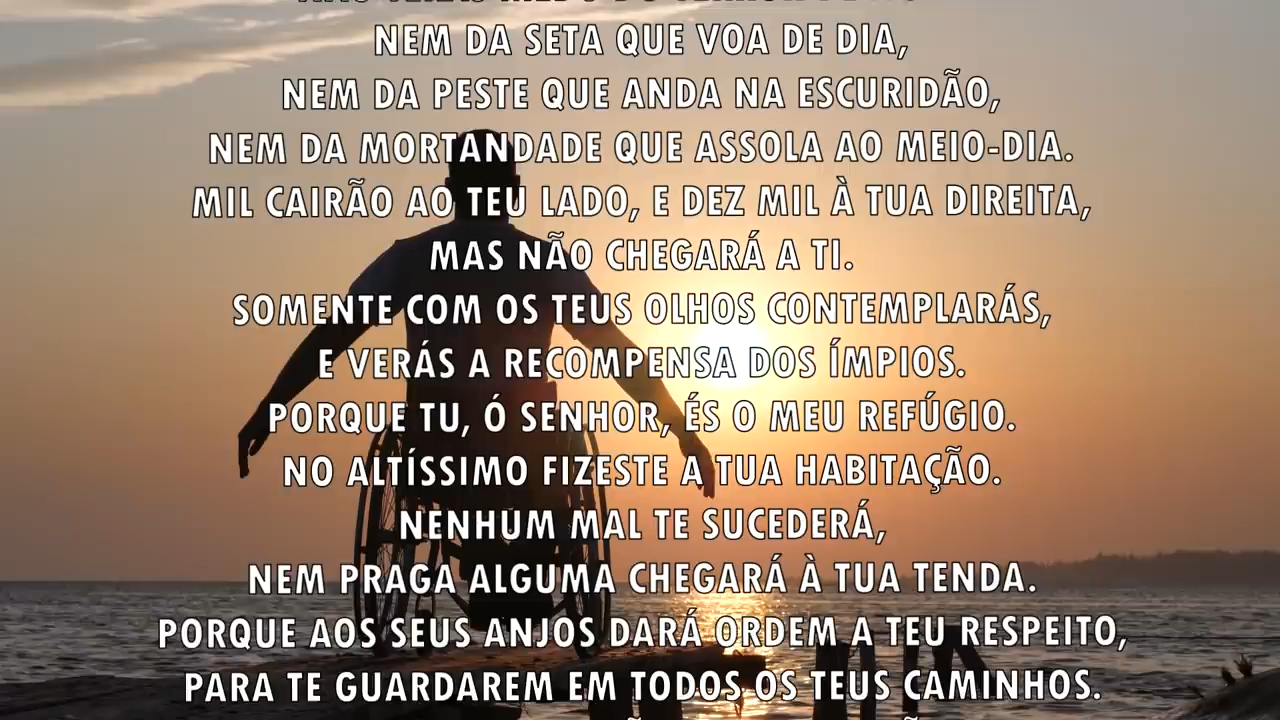 NEM DA SETA QUE VOA DE DIA,
NEM DA PESTE QUE ANDA NA ESCURIDÃO,
NEM DA MORTANDADE QUE ASSOLA AO MEIO-DIA.
MIL CAIRÃO AO TEU LADO, E DEZ MIL À TUA DIREITA,
MAS NÃO CHEGARÁ A TI.
SOMENTE COM OS TEUS OLHOS CONTEMPLARÁS,
E VERÁS A RECOMPENSA DOS ÍMPIOS.
PORQUE TU, Ó SENHOR, ÉS O MEU REFÚGIO.
NO ALTÍSSIMO FIZESTE A TUA HABITAÇÃO.
NENHUM MAL TE SUCEDERÁ,
NEM PRAGA ALGUMA CHEGARÁ À TUA TENDA.
PORQUE AOS SEUS ANJOS DARÁ ORDEM A TEU RESPEITO,
PARA TE GUARDAREM EM TODOS OS TEUS CAMINHOS.